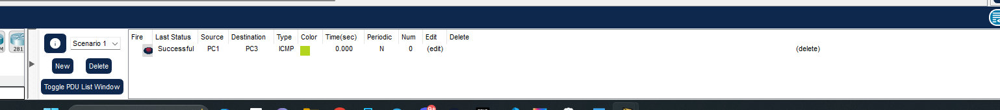 Fire Last Status Source Destination Type Color Time(sec) Periodic Num Edit Delete
Successful PC1 PC3 ICMP 0.000 N 0 (edit) (delete)
Scenario 1
New Delete
Toggle PDU List Window
M 281